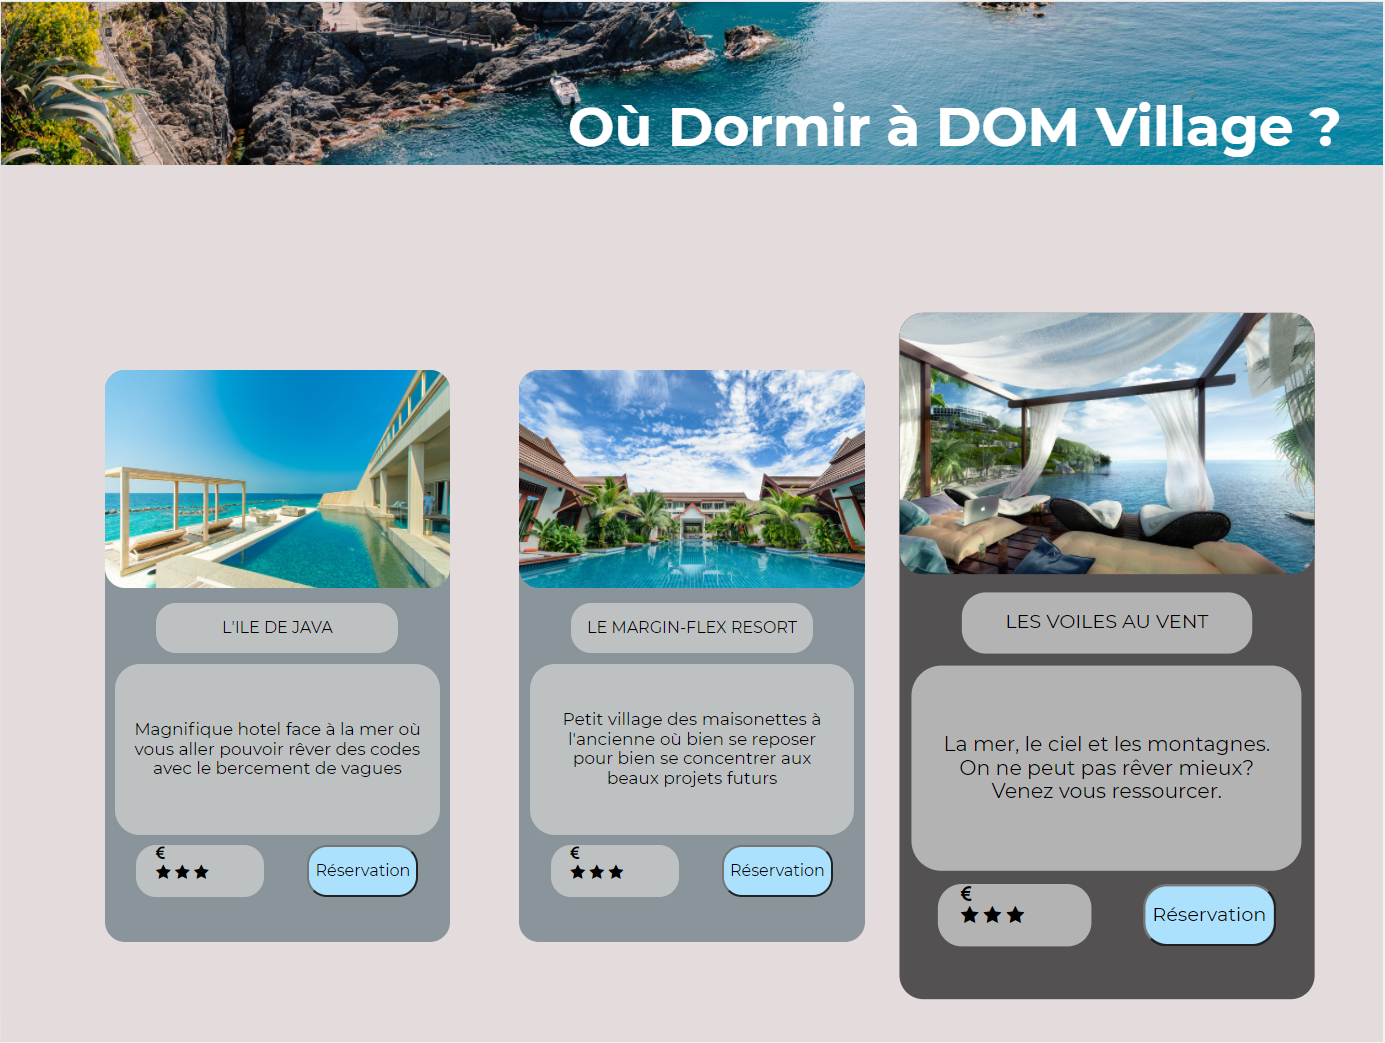 Où Dormir à DOM Village ?
L'ILE DE JAVA
Magnifique hotel face à la mer où
vous aller pouvoir rêver des codes
avec le bercement de vagues
€
★ ★ ★
Réservation
LE MARGIN-FLEX RESORT
Petit village des maisonettes à
l'ancienne où bien se reposer
pour bien se concentrer aux
beaux projets futurs
€
★ ★ ★
Réservation
LES VOILES AU VENT
La mer, le ciel et les montagnes.
On ne peut pas rêver mieux?
Venez vous ressourcer.
€
★ ★ ★
Réservation